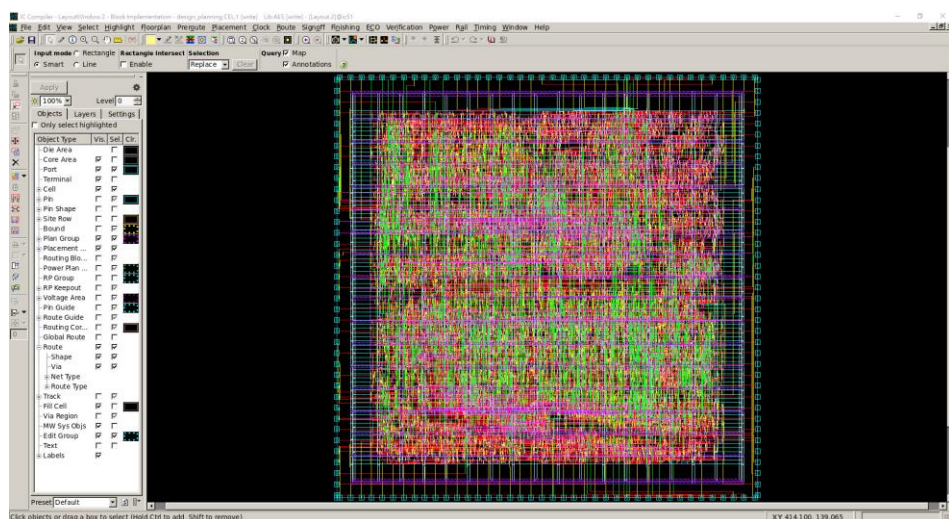 IC Compiler - LayoutWindow.2 - Block Implementation - design_planning.CEL;1 [write] Lib:AES [write] - [Layout.2]@ic51
File Edit View Select Highlight Floorplan Preroute Placement Clock Route Signoff Finishing ECO Verification Power Rail Timing Window Help
Input mode Rectangle Rectangle Intersect Selection Query Map
Smart Line Enable Replace Clear Annotations
Apply
100% Level 0
Objects Layers Settings
Only select highlighted
Object Type Vis. Sel. Clr.
Die Area
Core Area
Port
Terminal
Cell
Pin
Pin Shape
Site Row
Bound
Plan Group
Placement ...
Routing Blo...
Power Plan ...
RP Group
RP Keepout
Voltage Area
Pin Guide
Route Guide
Routing Cor...
Global Route
Route
Shape
Via
Net Type
Route Type
Track
Fill Cell
Via Region
MW Sys Objs
Edit Group
Text
Labels
Preset Default
Click objects or drag a box to select (Hold Ctrl to add, Shift to remove)
XY 414.100, 139.065